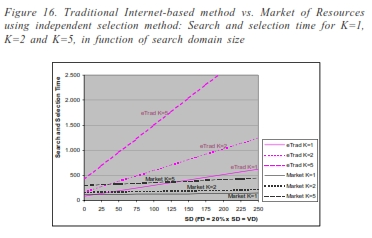 Figure 16. Traditional Internet-based method vs. Market of Resources
using independent selection method: Search and selection time for K=1,
K=2 and K=5, in function of search domain size
Search and Selection Time
2.500
2.000
1.500
1.000
500
0
eTrad K=5
eTrad K=2
eTrad K=1
Market K=5
Market K=2
Market K=1
0 25 50 75 100 125 150 175 200 225 250
SD (FD = 20% x SD = VD)
eTrad K=1
eTrad K=2
eTrad K=5
Market K=1
Market K=2
Market K=5